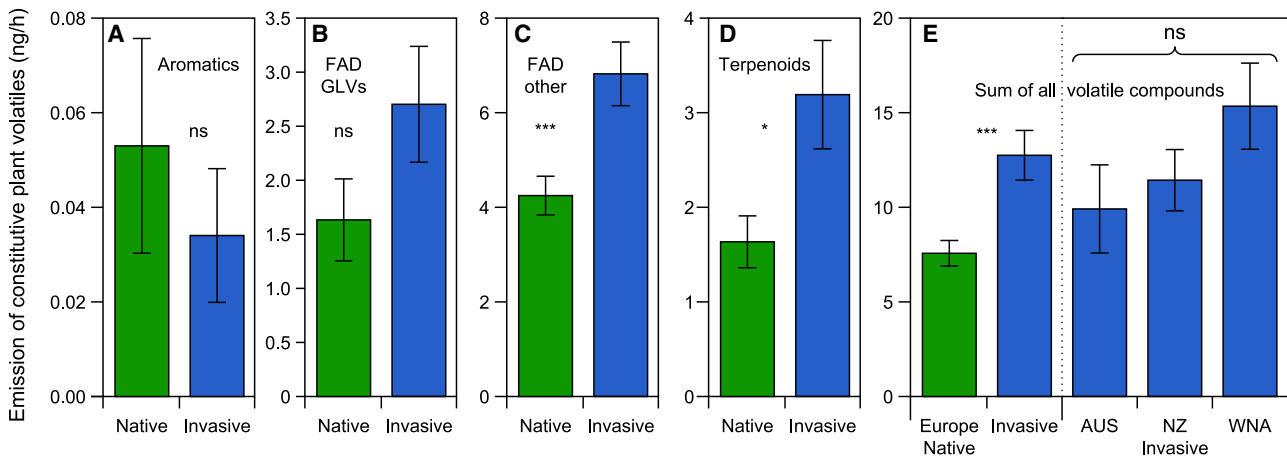 Emission of constitutive plant volatiles (ng/h)
A
Aromatics
ns
0.08
0.06
0.04
0.02
0.00
Native Invasive
B
FAD
GLVs
ns
3.5
3.0
2.5
2.0
1.5
1.0
0.5
0
Native Invasive
C
FAD
other
***
8
6
4
2
0
Native Invasive
D
Terpenoids
*
4
3
2
1
0
Native Invasive
E
ns
Sum of all volatile compounds
***
20
15
10
5
0
Europe Invasive AUS NZ WNA
Native Invasive